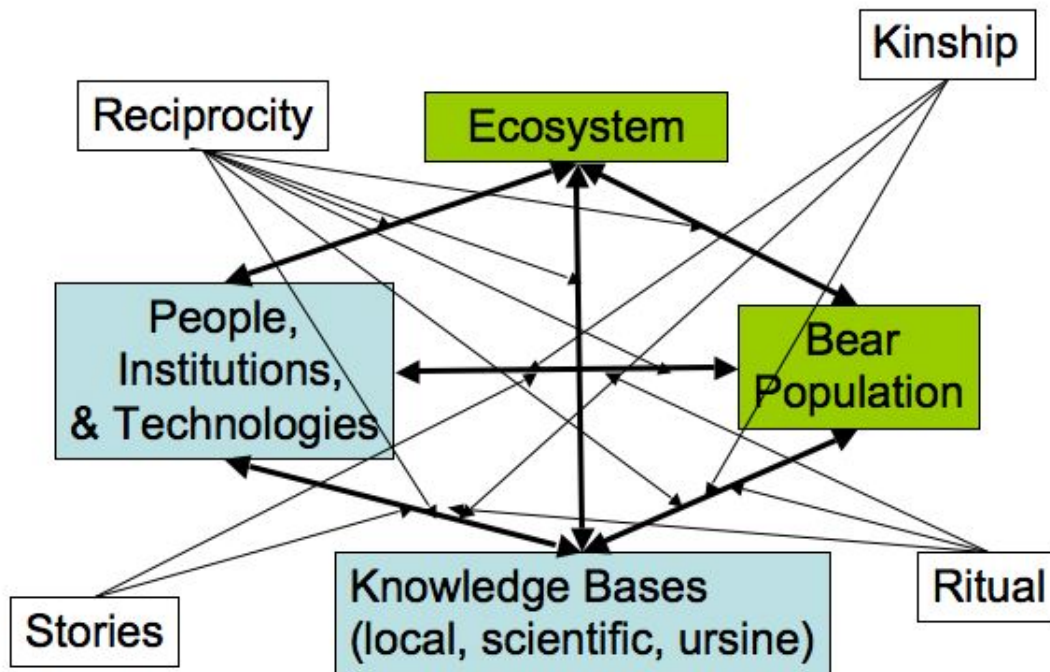 Kinship
Reciprocity
Ecosystem
People,
Institutions,
& Technologies
Bear
Population
Knowledge Bases
(local, scientific, ursine)
Stories
Ritual